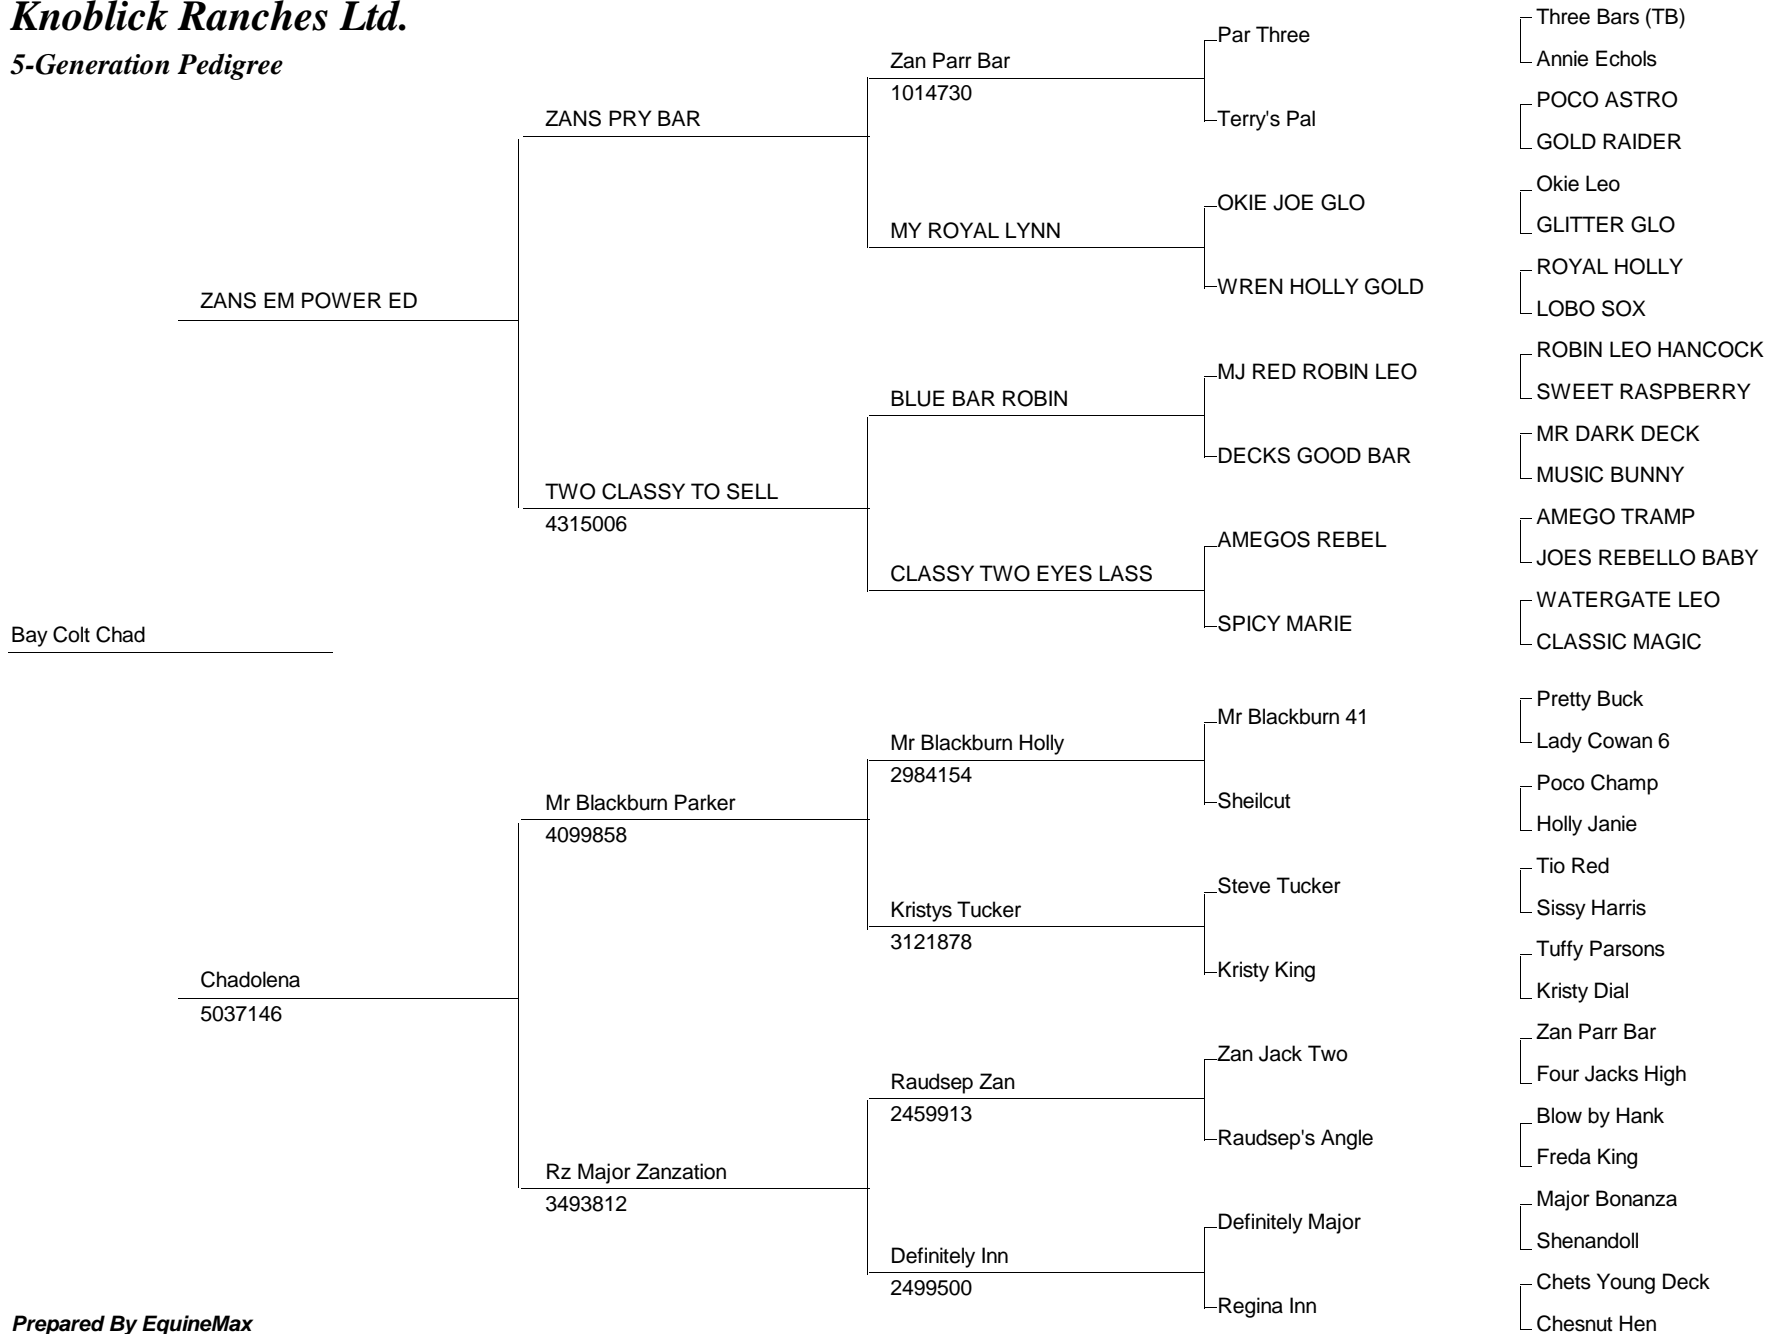 Knoblick Ranches Ltd.
5-Generation Pedigree
Bay Colt Chad
ZANS EM POWER ED
Chadolena
5037146
ZANS PRY BAR
TWO CLASSY TO SELL
4315006
Mr Blackburn Parker
4099858
Rz Major Zanzation
3493812
Zan Parr Bar
1014730
MY ROYAL LYNN
BLUE BAR ROBIN
CLASSY TWO EYES LASS
Mr Blackburn Holly
2984154
Kristys Tucker
3121878
Raudsep Zan
2459913
Definitely Inn
2499500
Par Three
Terry's Pal
OKIE JOE GLO
WREN HOLLY GOLD
MJ RED ROBIN LEO
DECKS GOOD BAR
AMEGOS REBEL
SPICY MARIE
Mr Blackburn 41
Sheilcut
Steve Tucker
Kristy King
Zan Jack Two
Raudsep's Angle
Definitely Major
Regina Inn
Three Bars (TB)
Annie Echols
POCO ASTRO
GOLD RAIDER
Okie Leo
GLITTER GLO
ROYAL HOLLY
LOBO SOX
ROBIN LEO HANCOCK
SWEET RASPBERRY
MR DARK DECK
MUSIC BUNNY
AMEGO TRAMP
JOES REBELLO BABY
WATERGATE LEO
CLASSIC MAGIC
Pretty Buck
Lady Cowan 6
Poco Champ
Holly Janie
Tio Red
Sissy Harris
Tuffy Parsons
Kristy Dial
Zan Parr Bar
Four Jacks High
Blow by Hank
Freda King
Major Bonanza
Shenandoll
Chets Young Deck
Chesnut Hen
Prepared By EquineMax